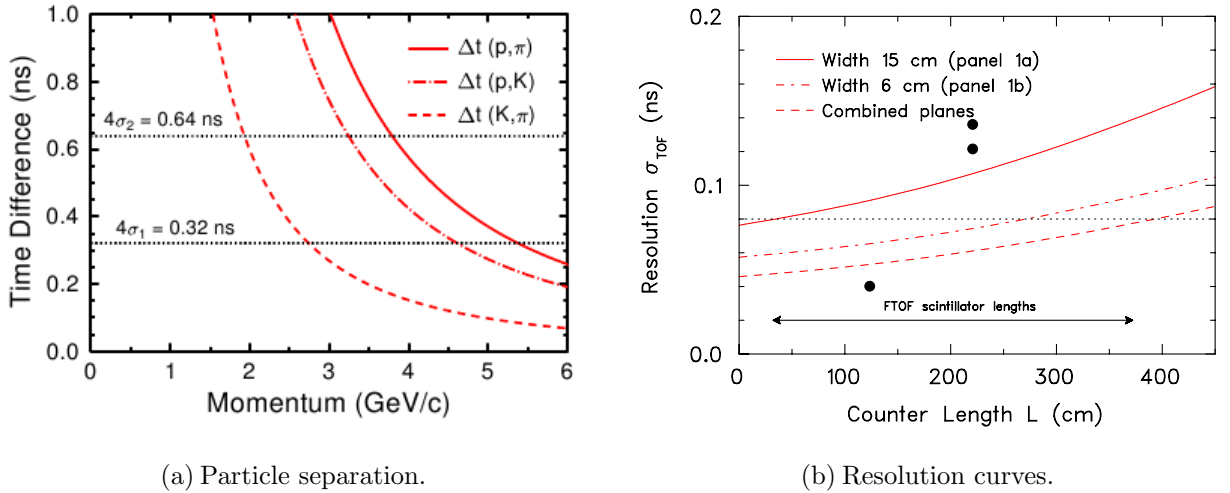 1.0
0.8
0.6
0.4
0.2
0.0
Time Difference (ns)
Δt (p,π)
Δt (p,K)
Δt (K,π)
4σ₂ = 0.64 ns
4σ₁ = 0.32 ns
0 1 2 3 4 5 6
Momentum (GeV/c)
(a) Particle separation.
0.2
0.1
0.0
Resolution σTOF (ns)
Width 15 cm (panel 1a)
Width 6 cm (panel 1b)
Combined planes
FTOF scintillator lengths
0 100 200 300 400
Counter Length L (cm)
(b) Resolution curves.